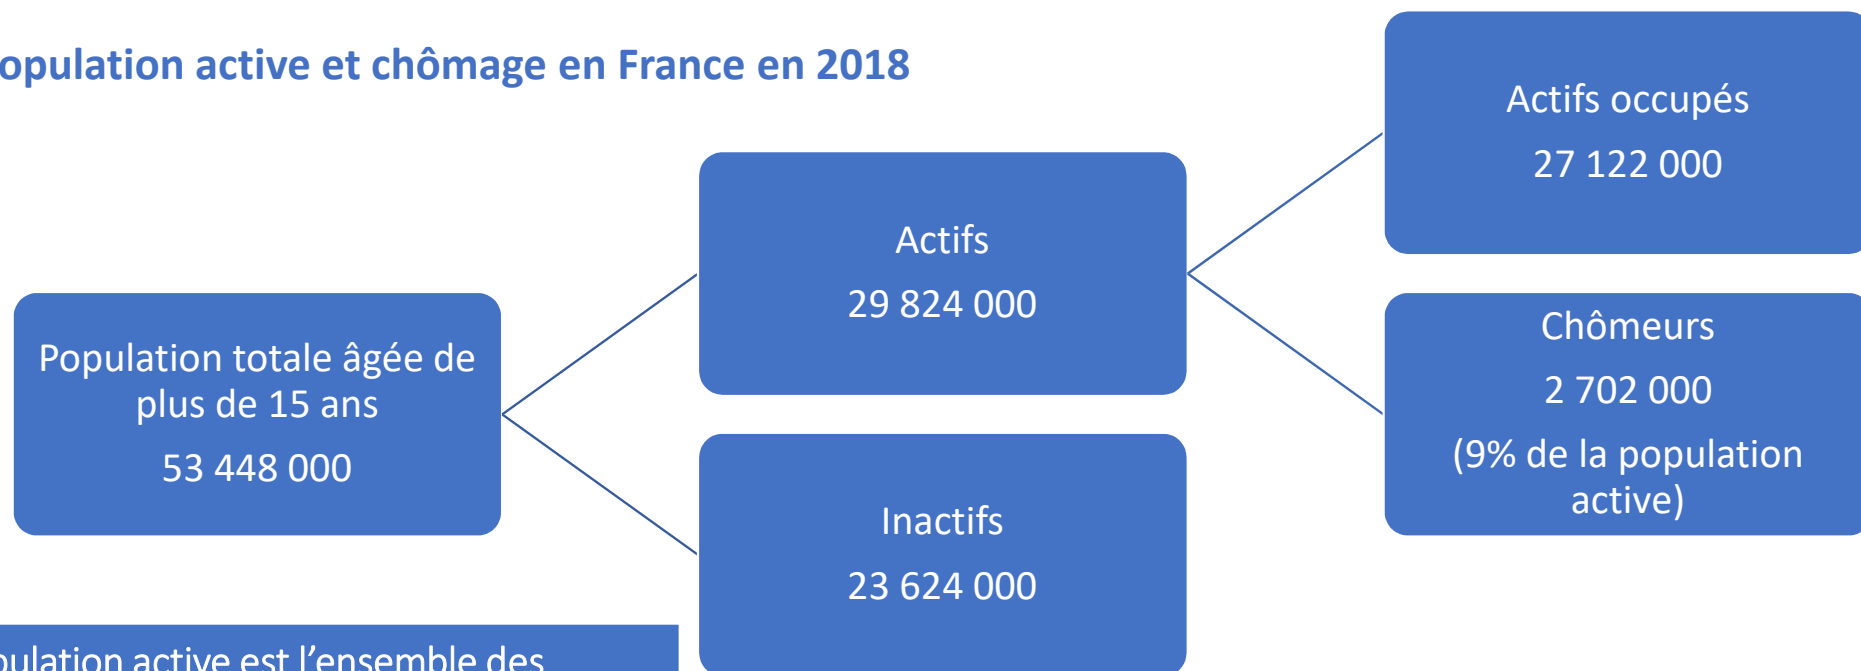 opulation active et chômage en France en 2018
Actifs occupés
27 122 000
Actifs
29 824 000
Chômeurs
2 702 000
(9% de la population
active)
Population totale âgée de
plus de 15 ans
53 448 000
Inactifs
23 624 000
pulation active est l’ensemble des